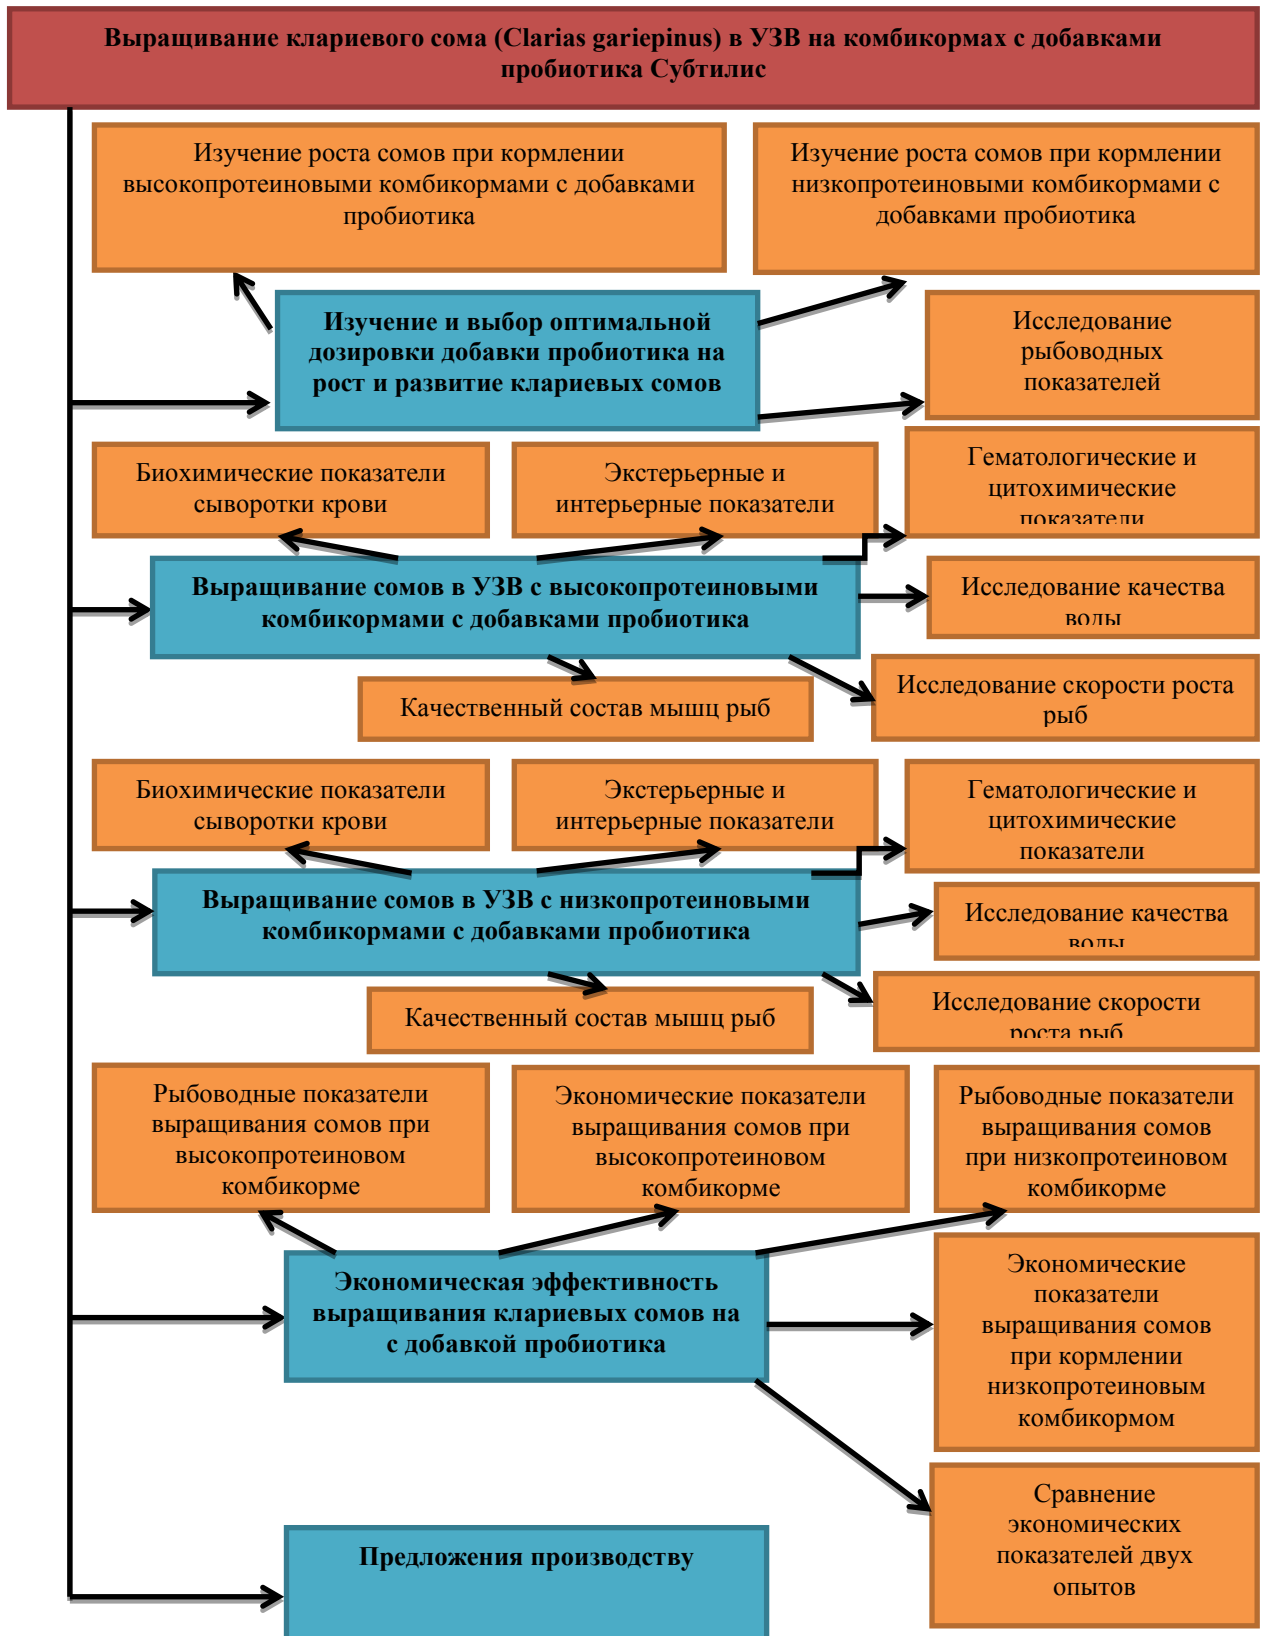 Выращивание клариевого сома (Clarias gariepinus) в УЗВ на комбикормах с добавками
пробиотика Субтилис
Изучение роста сомов при кормлении
высокопротеиновыми комбикормами с добавками
пробиотика
Изучение роста сомов при кормлении
низкопротеиновыми комбикормами с
добавками пробиотика
Изучение и выбор оптимальной
дозировки добавки пробиотика на
рост и развитие клариевых сомов
Исследование
рыбоводных
показателей
Биохимические показатели
сыворотки крови
Экстерьерные и
интерьерные показатели
Гематологические и
цитохимические
показатели
Выращивание сомов в УЗВ с высокопротеиновыми
комбикормами с добавками пробиотика
Исследование качества
воды
Качественный состав мышц рыб
Исследование скорости роста
рыб
Биохимические показатели
сыворотки крови
Экстерьерные и
интерьерные показатели
Гематологические и
цитохимические
показатели
Выращивание сомов в УЗВ с низкопротеиновыми
комбикормами с добавками пробиотика
Исследование качества
воды
Качественный состав мышц рыб
Исследование скорости
роста рыб
Рыбоводные показатели
выращивания сомов при
высокопротеиновом
комбикорме
Экономические показатели
выращивания сомов при
высокопротеиновом
комбикорме
Рыбоводные показатели
выращивания сомов
при низкопротеиновом
комбикорме
Экономическая эффективность
выращивания клариевых сомов на
с добавкой пробиотика
Экономические
показатели
выращивания сомов
при кормлении
низкопротеиновым
комбикормом
Сравнение
экономических
показателей двух
опытов
Предложения производству